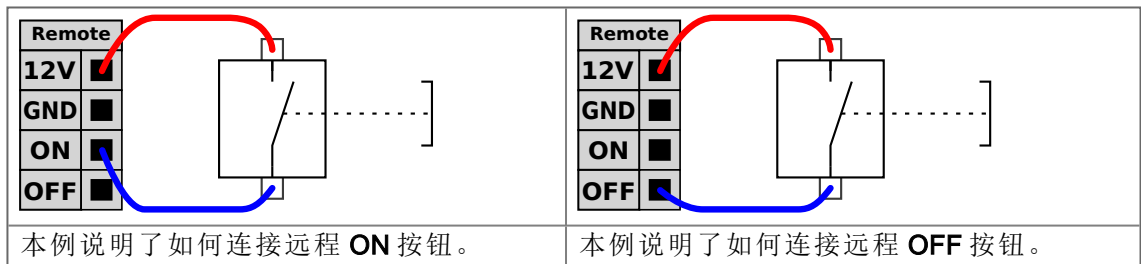 Remote
12V
GND
ON
OFF
本例说明了如何连接远程 ON 按钮。
Remote
12V
GND
ON
OFF
本例说明了如何连接远程 OFF 按钮。